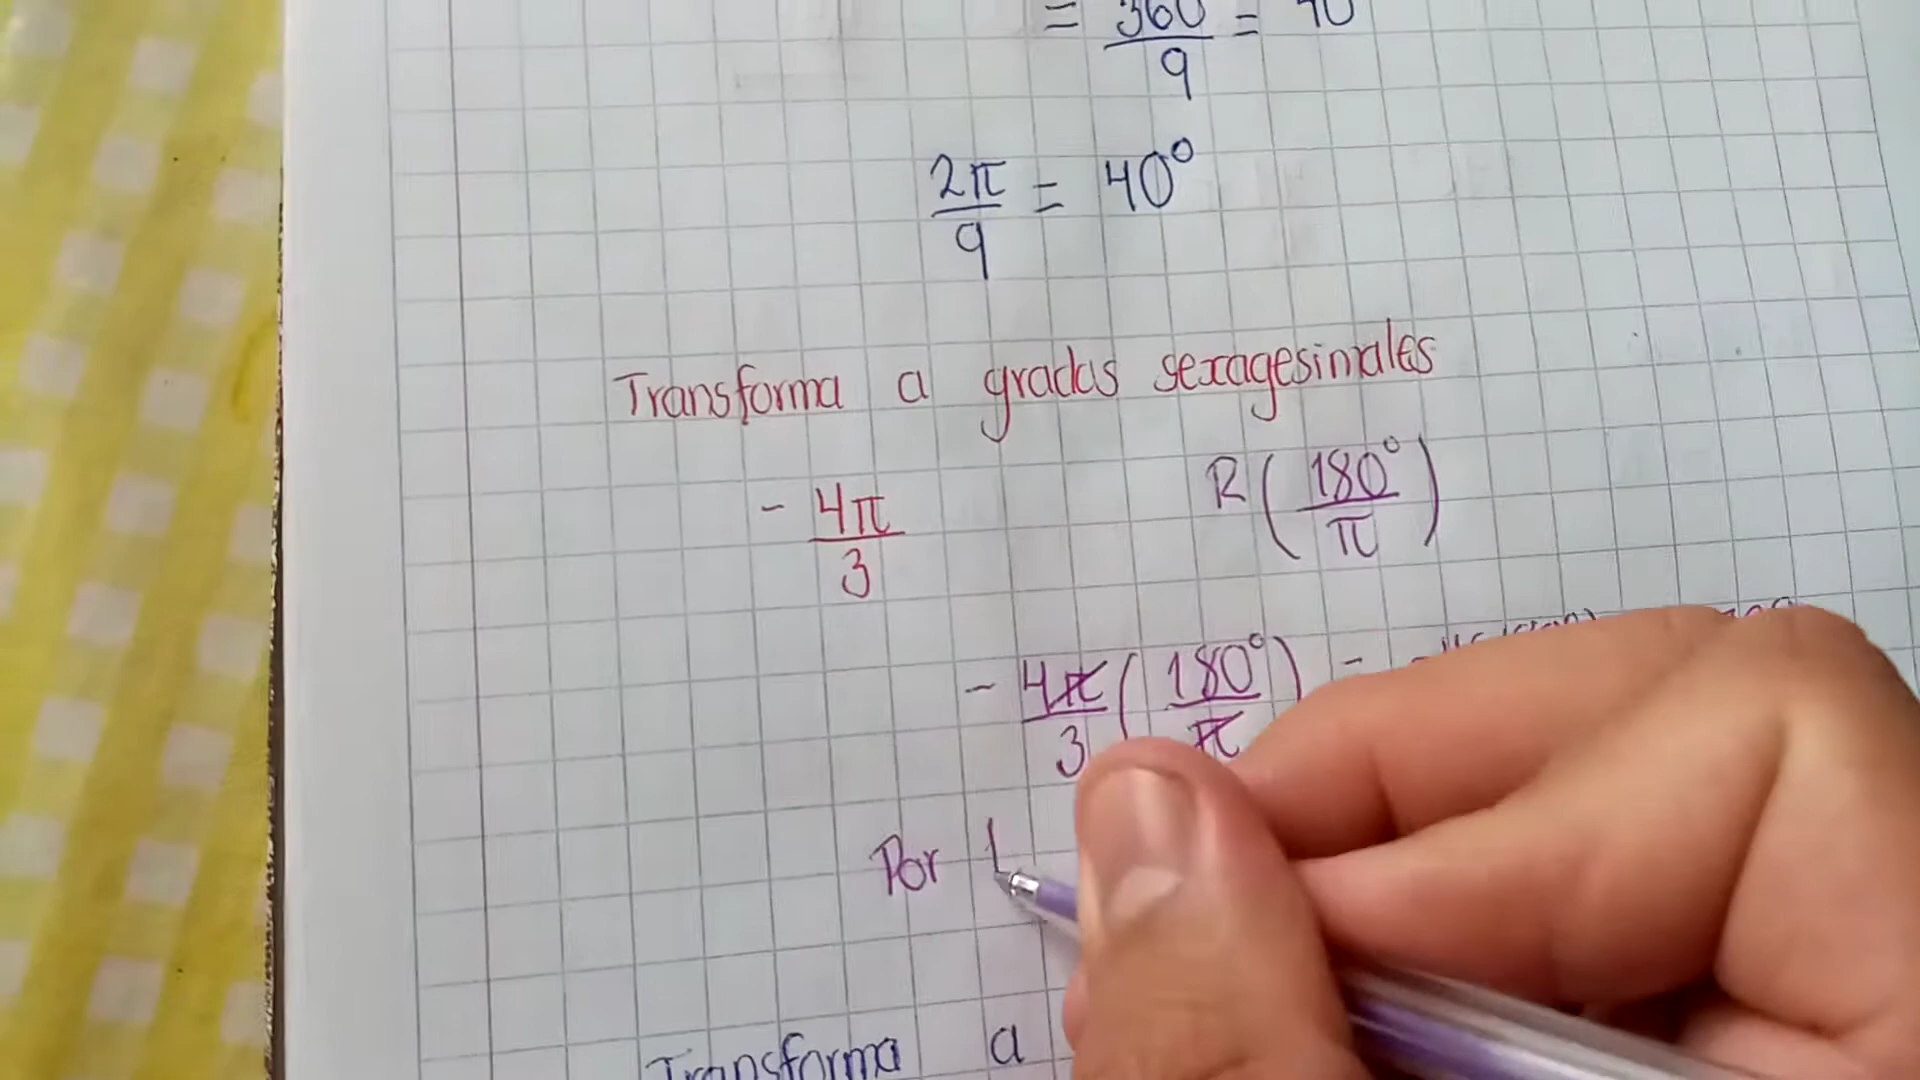 = 360/9 = 40
2π/9 = 40°
Transforma a grados sexagesimales
- 4π/3 R(180°/π)
- 4π/3 (180°/π) =
Por
Transforma a